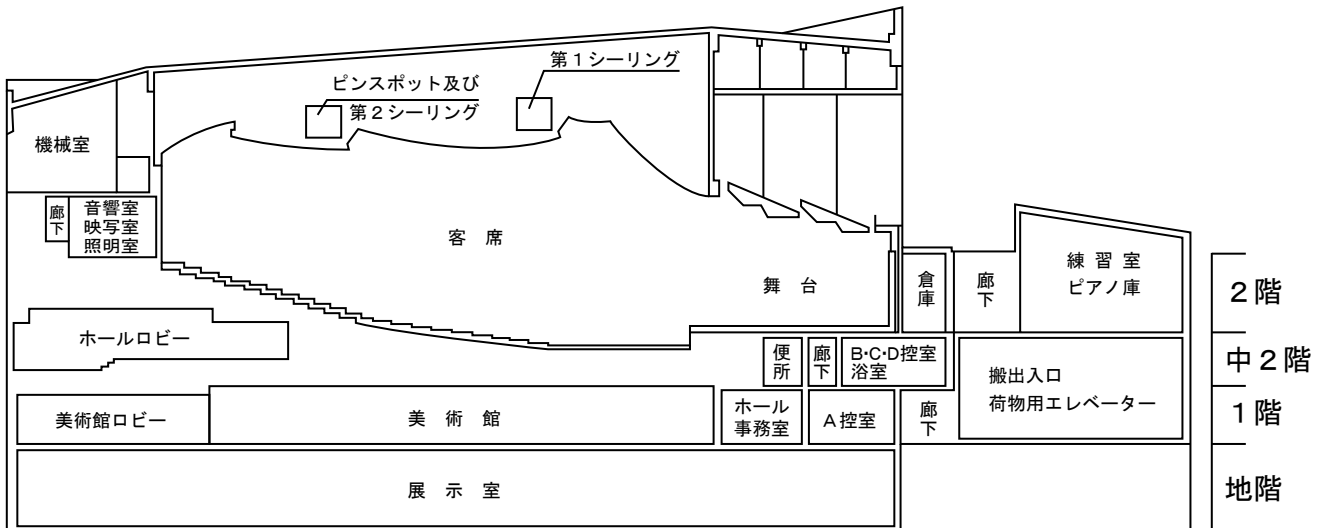 第１シーリング
ピンスポット及び
第２シーリング
機械室
廊下
音響室
映写室
照明室
客席
舞台
倉庫
廊下
練習室
ピアノ庫
２階
ホールロビー
便所
廊下
B・C・D控室
浴室
搬出入口
荷物用エレベーター
中２階
美術館ロビー
美術館
ホール
事務室
A控室
廊下
１階
展示室
地階